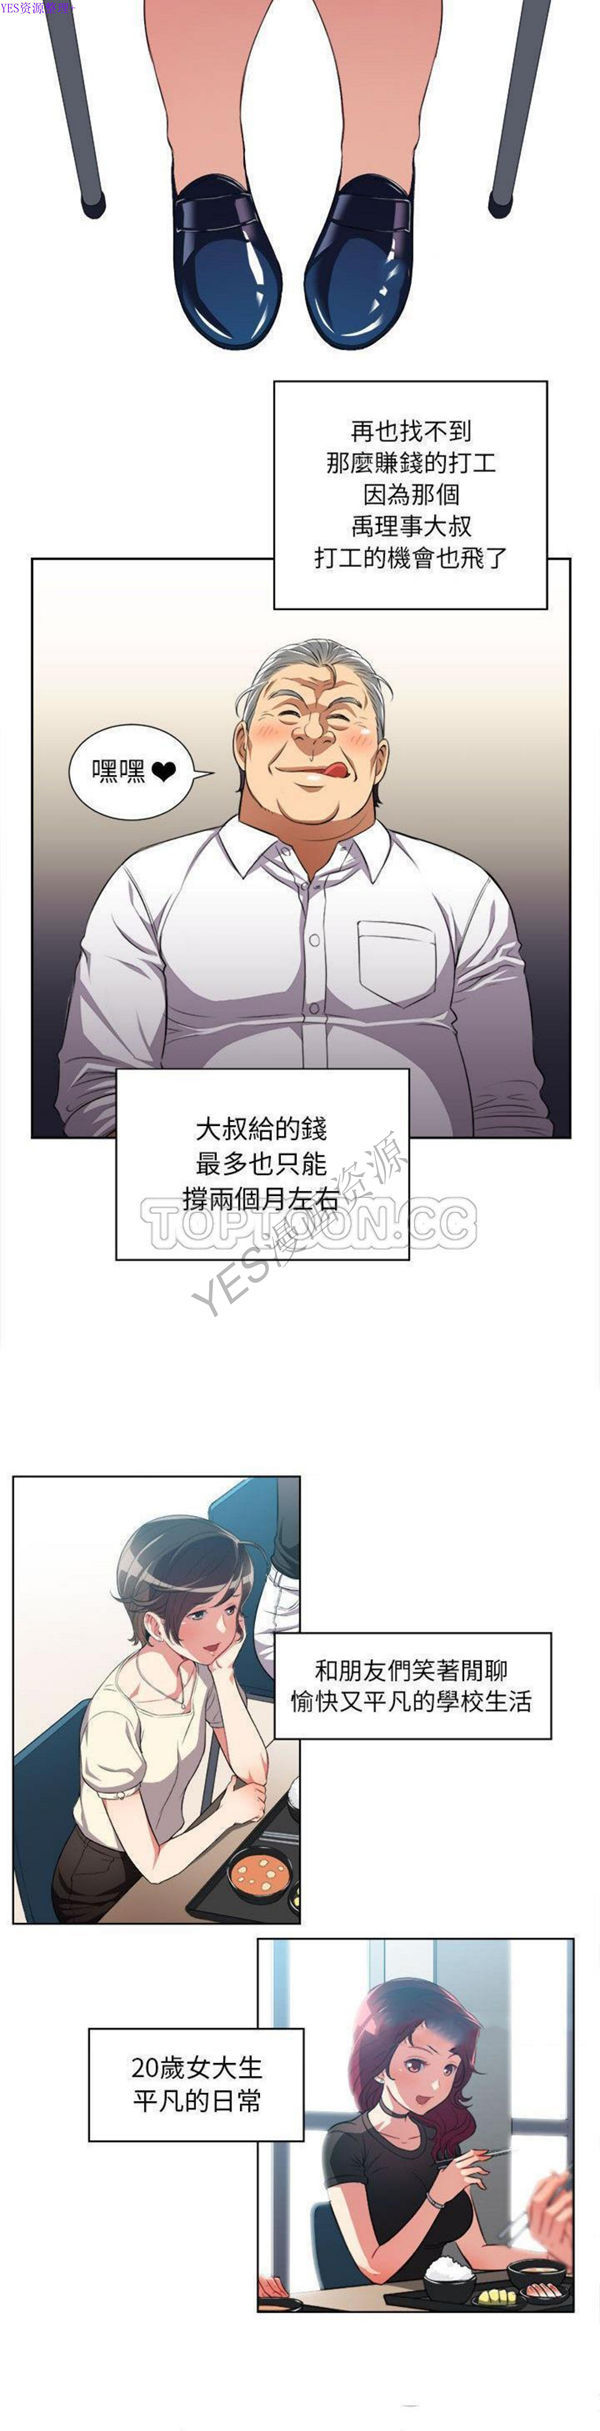 YES资源整理-
再也找不到
那麼賺錢的打工
因為那個
禹理事大叔
打工的機會也飛了
嘿嘿❤
大叔給的錢
最多也只能
撐兩個月左右
TOPTOON.CC
YES漫画资源
和朋友們笑著閒聊
愉快又平凡的學校生活
20歲女大生
平凡的日常